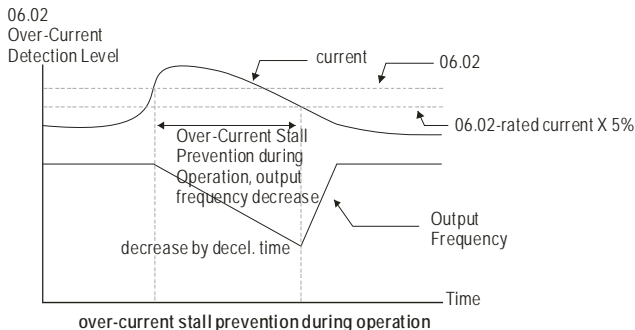 06.02
Over-Current
Detection Level
current
06.02
06.02-rated current X 5%
Over-Current Stall
Prevention during
Operation, output
frequency decrease
decrease by decel. time
Output
Frequency
Time
over-current stall prevention during operation